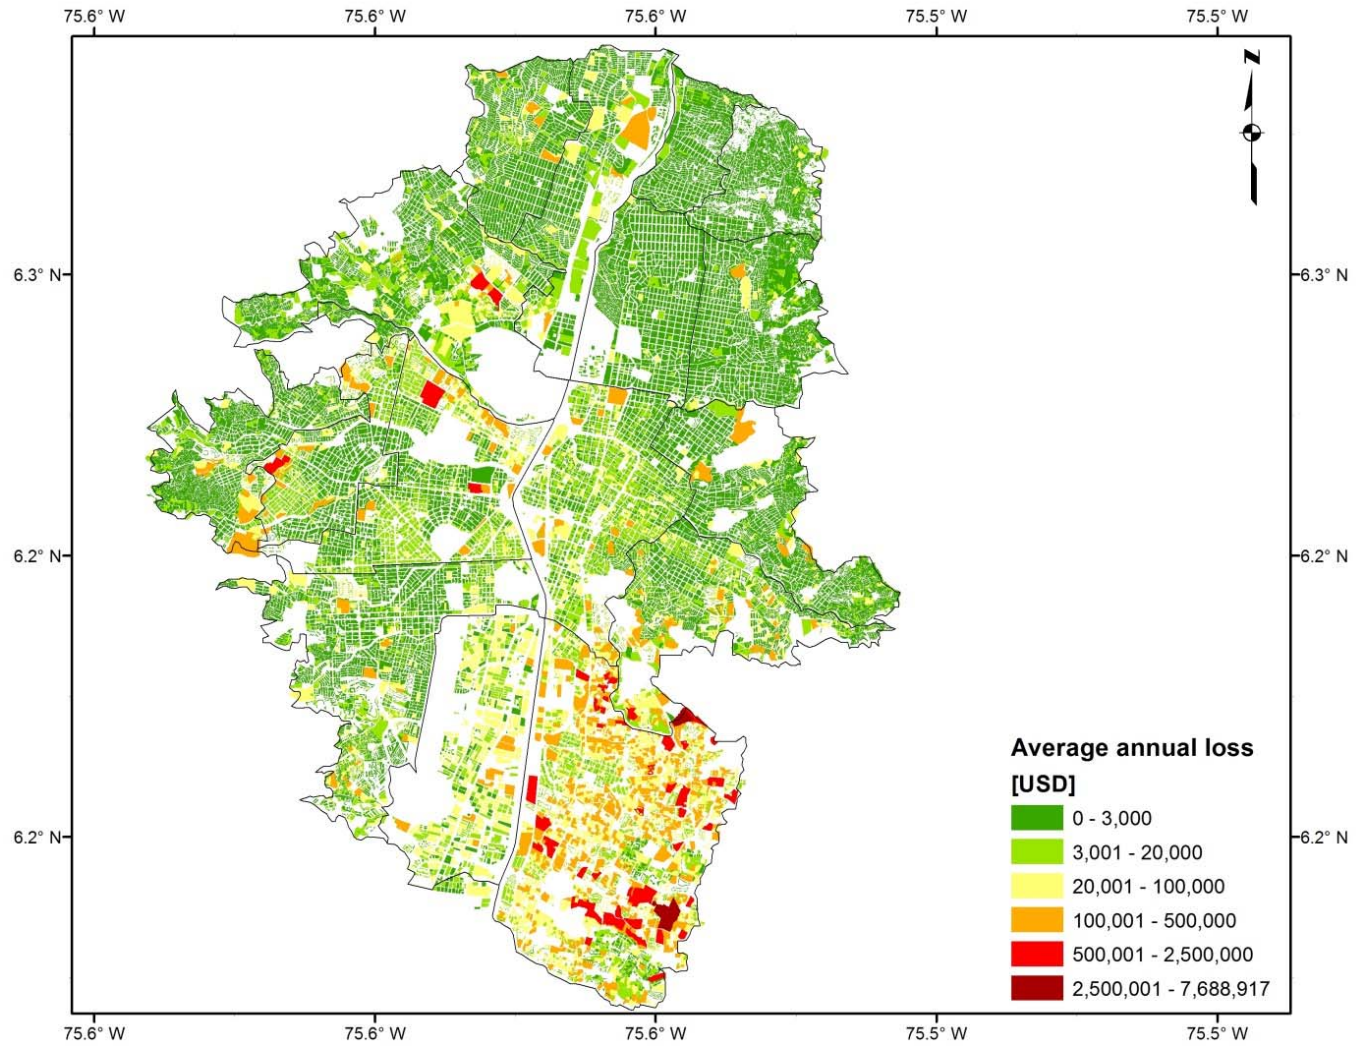 75.6° W 75.6° W 75.6° W 75.5° W 75.5° W
N
6.3° N 6.3° N
6.2° N 6.2° N
6.2° N 6.2° N
Average annual loss
[USD]
0 - 3,000
3,001 - 20,000
20,001 - 100,000
100,001 - 500,000
500,001 - 2,500,000
2,500,001 - 7,688,917
75.6° W 75.6° W 75.6° W 75.5° W 75.5° W